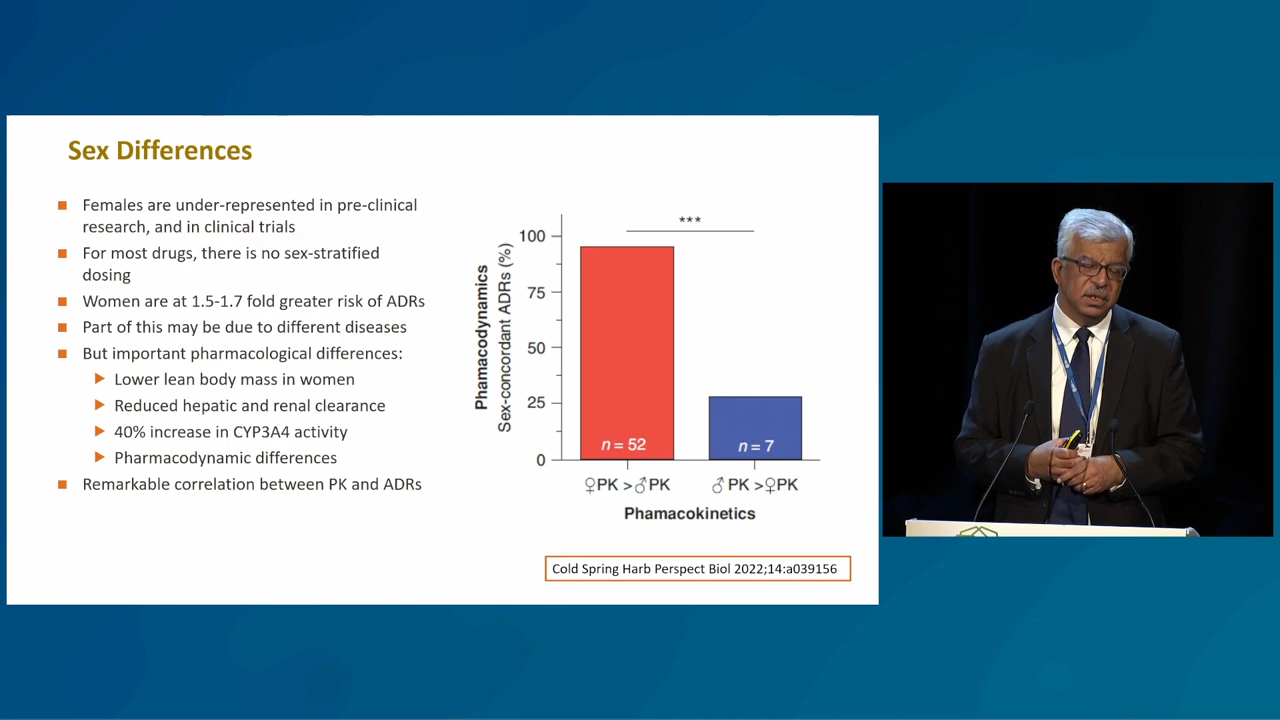 Sex Differences
Females are under-represented in pre-clinical
research, and in clinical trials
For most drugs, there is no sex-stratified
dosing
Women are at 1.5-1.7 fold greater risk of ADRs
Part of this may be due to different diseases
But important pharmacological differences:
Lower lean body mass in women
Reduced hepatic and renal clearance
40% increase in CYP3A4 activity
Pharmacodynamic differences
Remarkable correlation between PK and ADRs
Phamacodynamics
Sex-concordant ADRs (%)
100
75
50
25
0
***
n = 52
n = 7
♀PK >♂PK
♂ PK >♀PK
Phamacokinetics
Cold Spring Harb Perspect Biol 2022;14:a039156